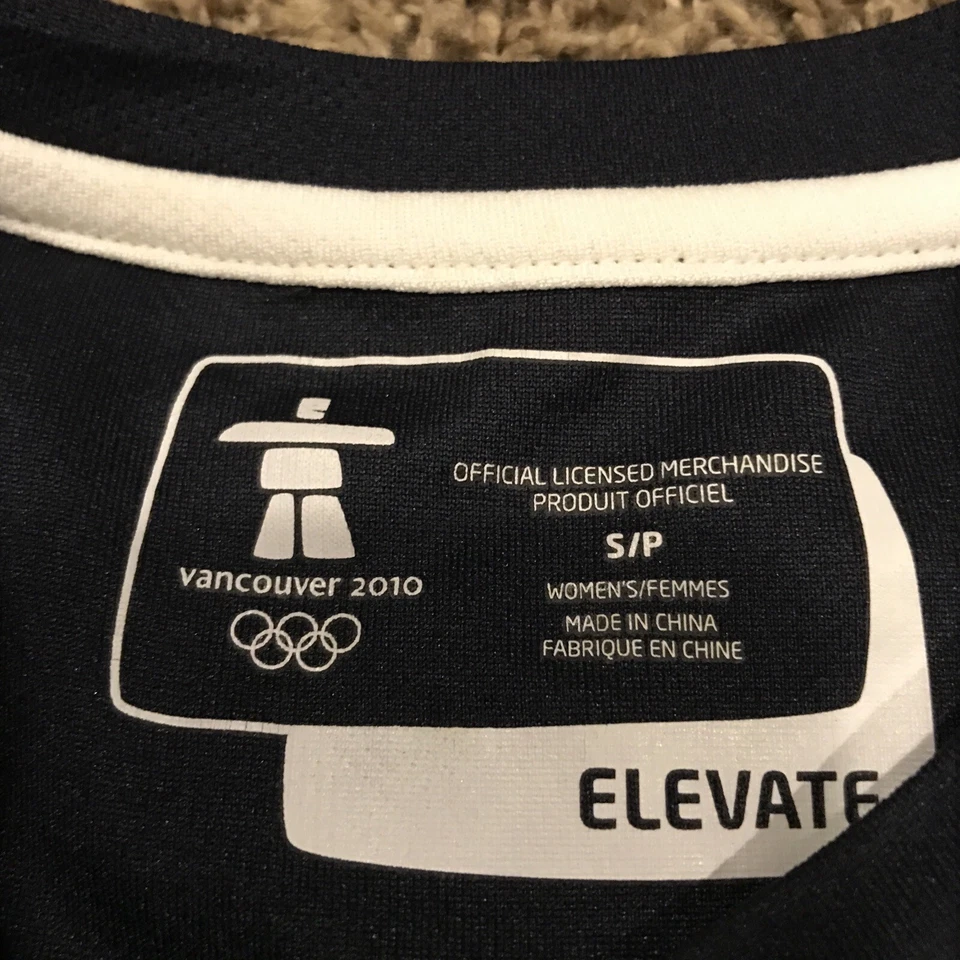 vancouver 2010
OFFICIAL LICENSED MERCHANDISE
PRODUIT OFFICIEL
S/P
WOMEN'S/FEMMES
MADE IN CHINA
FABRIQUE EN CHINE
ELEVATE